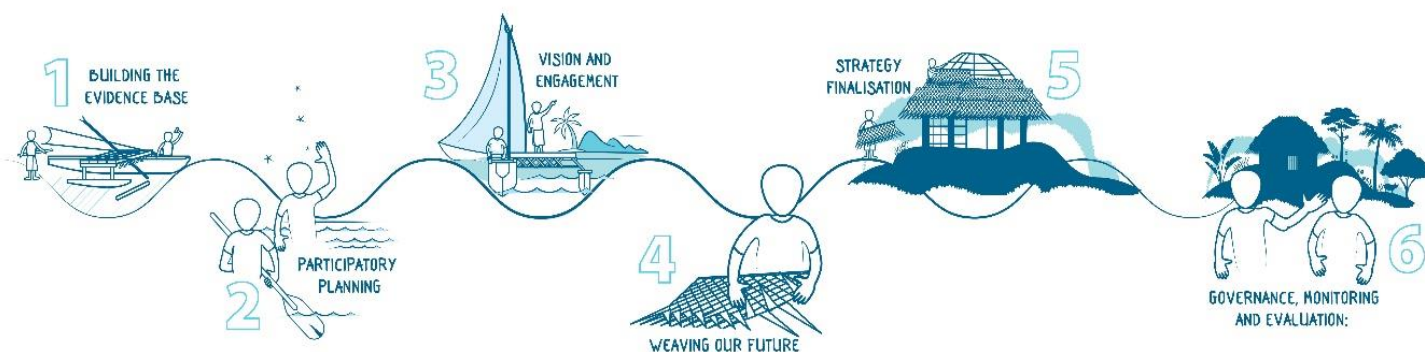 1
BUILDING THE
EVIDENCE BASE
2
PARTICIPATORY
PLANNING
3
VISION AND
ENGAGEMENT
4
WEAVING OUR FUTURE
STRATEGY
FINALISATION
5
GOVERNANCE, MONITORING
AND EVALUATION:
6